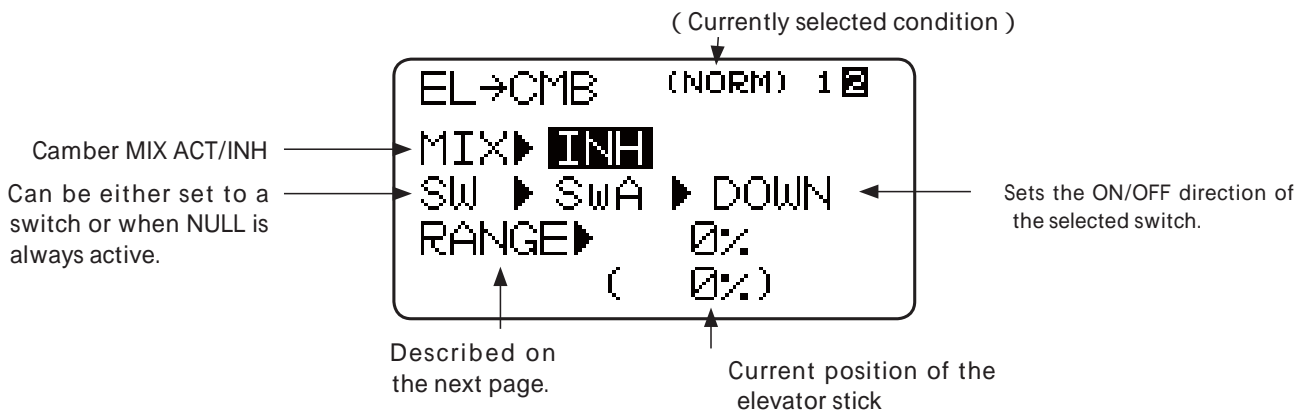 ( Currently selected condition )
EL→CMB (NORM) 1 2
Camber MIX ACT/INH
MIX▶ INH
Can be either set to a
switch or when NULL is
always active.
SW ▶ SwA ▶ DOWN
Sets the ON/OFF direction of
the selected switch.
RANGE▶ 0%
( 0%)
Described on
the next page.
Current position of the
elevator stick